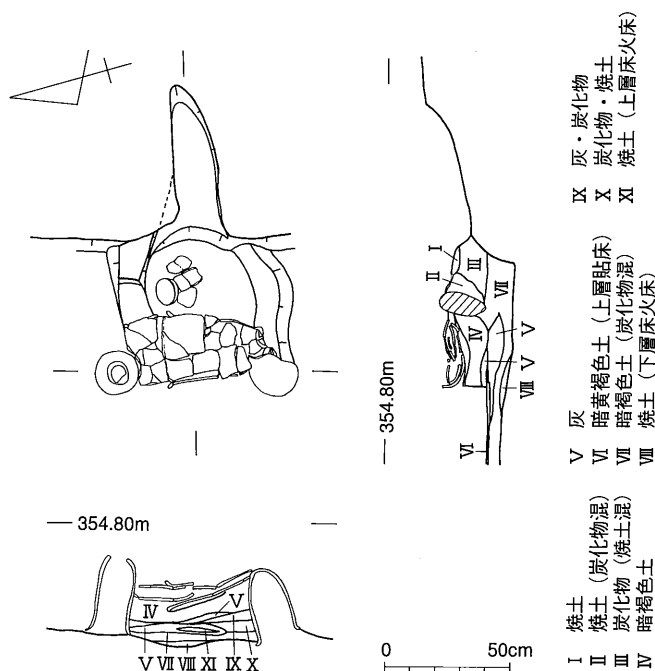 I
II
III
VII
IV
V
V
VIII
VI
354.80m
354.80m
IV
V
V VII VIII XI IX X
0 50cm
I 焼土
II 焼土(炭化物混)
III 炭化物(焼土混)
IV 暗褐色土
V 灰
VI 暗黄褐色土(上層貼床)
VII 暗褐色土(炭化物混)
VIII 焼土(下層床火床)
IX 灰・炭化物
X 炭化物・焼土
XI 焼土(上層床火床)